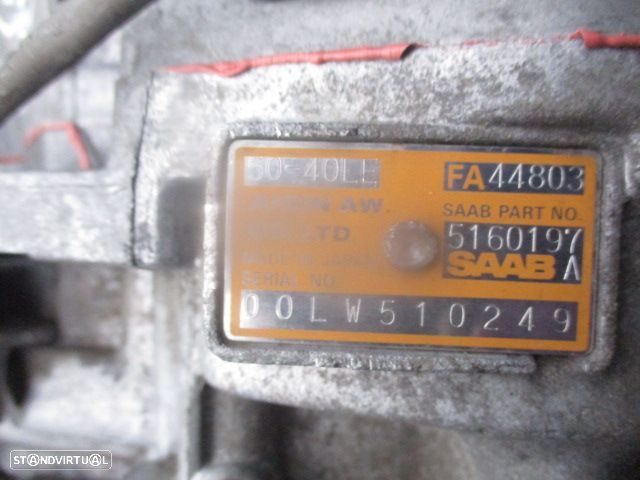 50-40LE FA44803
AISIN AW. SAAB PART NO.
CO., LTD 5160197
MADE IN JAPAN SAAB A
SERIAL NO.
00LW510249
STANDVIRTUAL